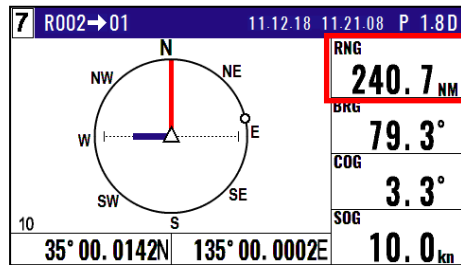 7 R002→01 11.12.18 11.21.08 P 1.8D
N
NW NE
W E
SW SE
S
10
RNG
240.7NM
BRG
79.3°
COG
3.3°
SOG
10.0kn
35°00.0142N 135°00.0002E